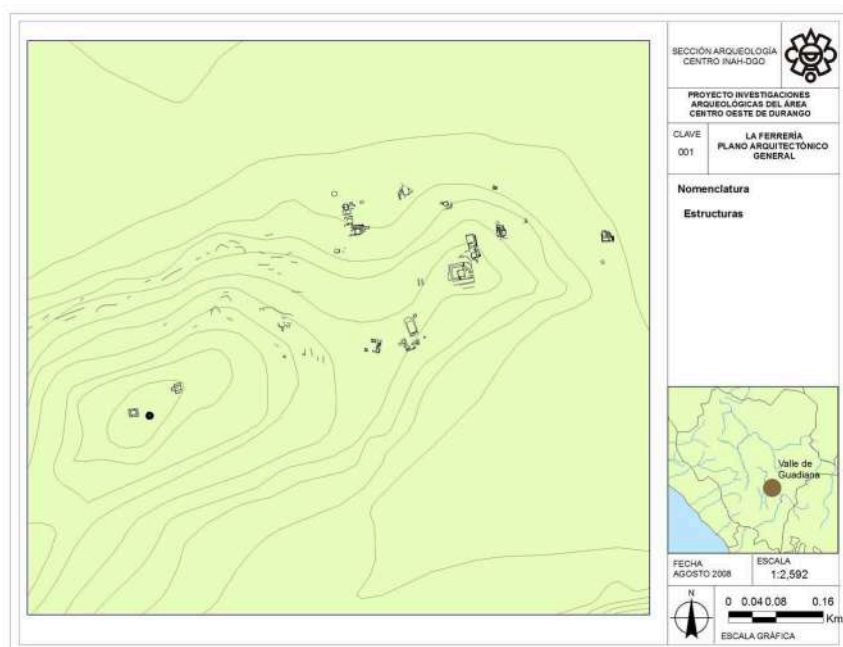 SECCIÓN ARQUEOLOGÍA
CENTRO INAH-DGO
PROYECTO INVESTIGACIONES
ARQUEOLÓGICAS DEL ÁREA
CENTRO OESTE DE DURANGO
CLAVE
001
LA FERRERÍA
PLANO ARQUITECTÓNICO
GENERAL
Nomenclatura
Estructuras
Valle de
Guadiana
FECHA
AGOSTO 2008
ESCALA
1:2,592
N
0 0.04 0.08 0.16
Km
ESCALA GRÁFICA